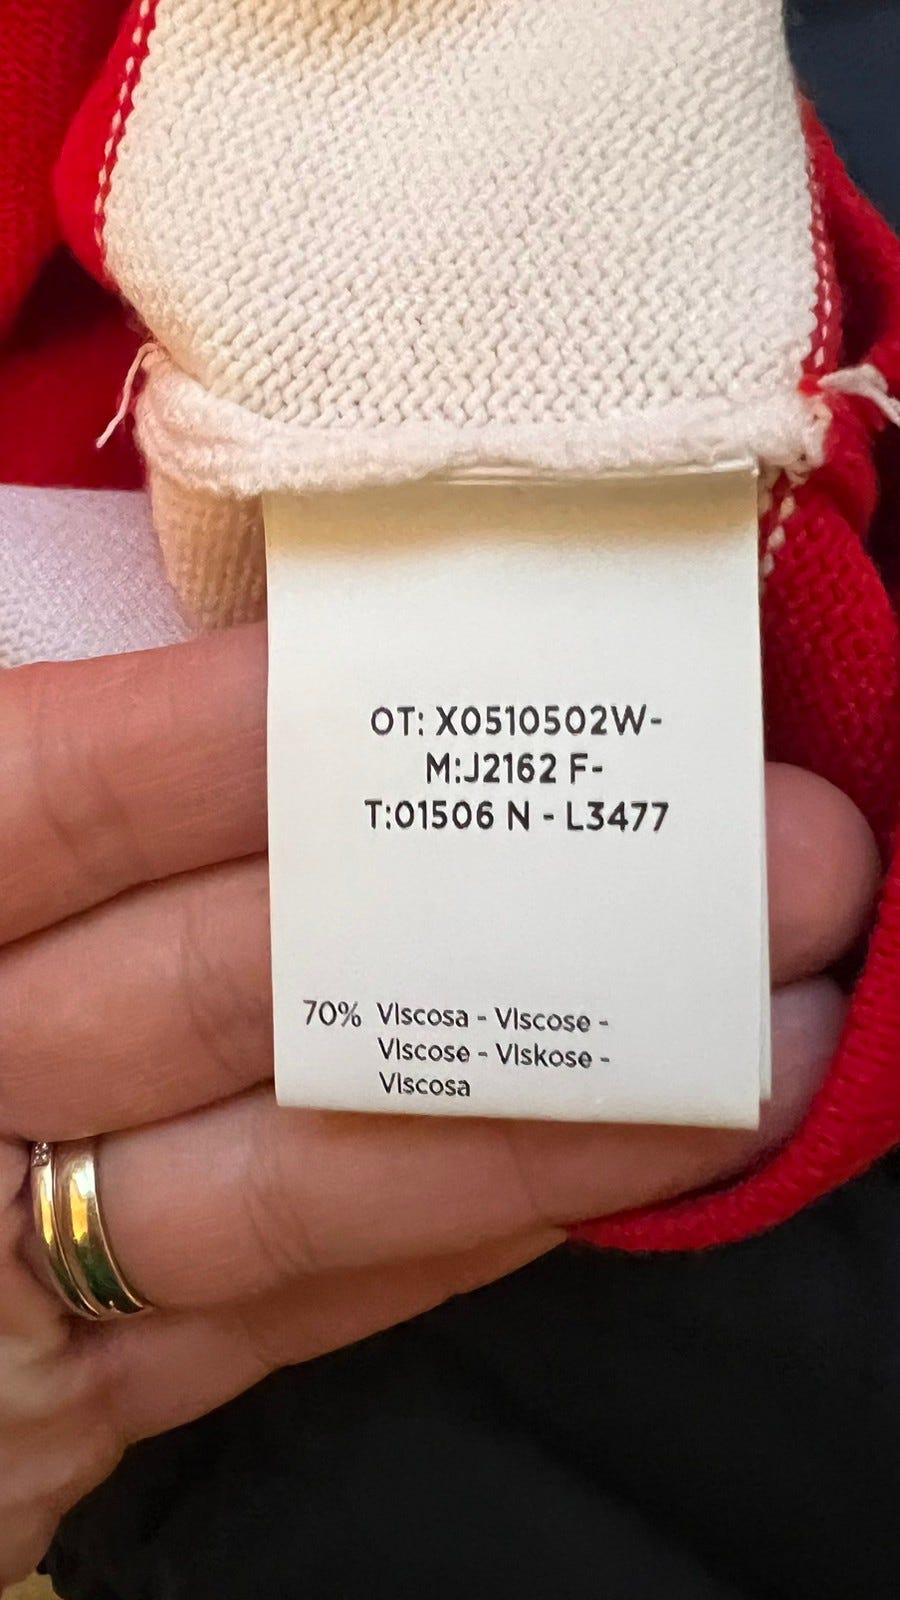 OT: X0510502W-
M:J2162 F-
T:01506 N - L3477
70% VIscosa - VIscose -
VIscose - VIskose -
VIscosa